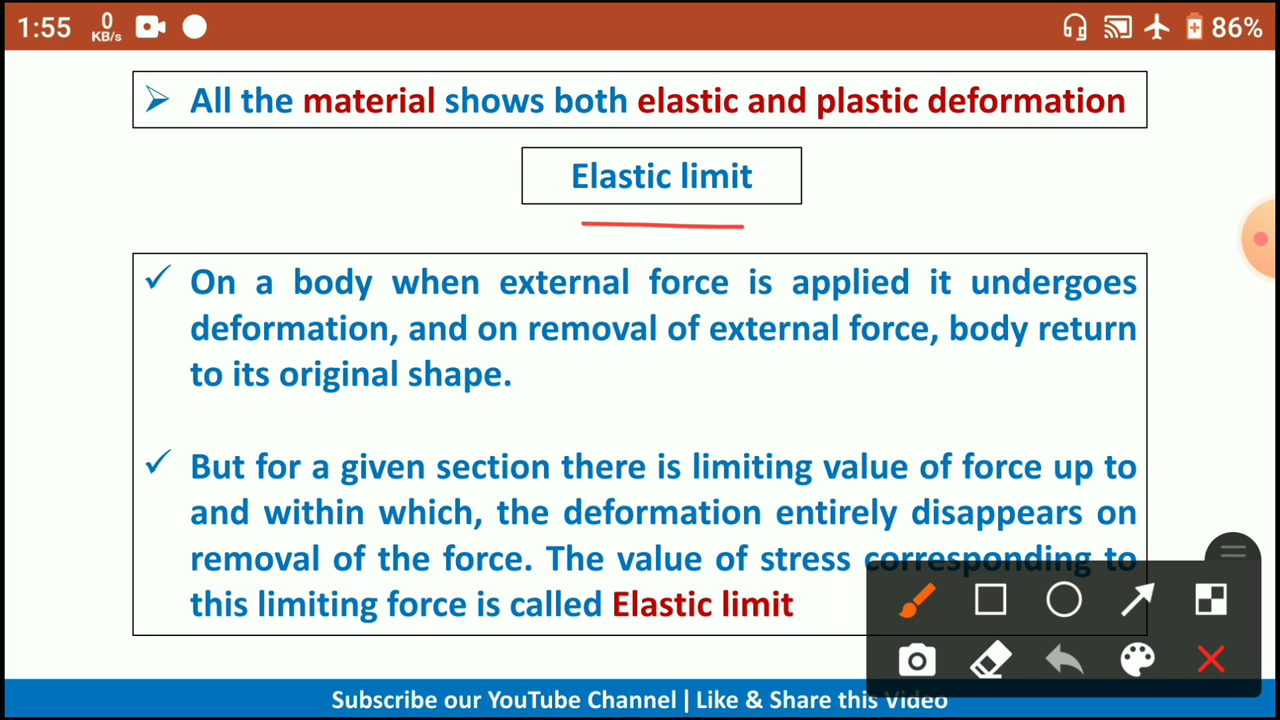 1:55 0 KB/s 86%
➢ All the material shows both elastic and plastic deformation
Elastic limit
✓ On a body when external force is applied it undergoes
deformation, and on removal of external force, body return
to its original shape.
✓ But for a given section there is limiting value of force up to
and within which, the deformation entirely disappears on
removal of the force. The value of stress corresponding to
this limiting force is called Elastic limit
Subscribe our YouTube Channel | Like & Share this Video